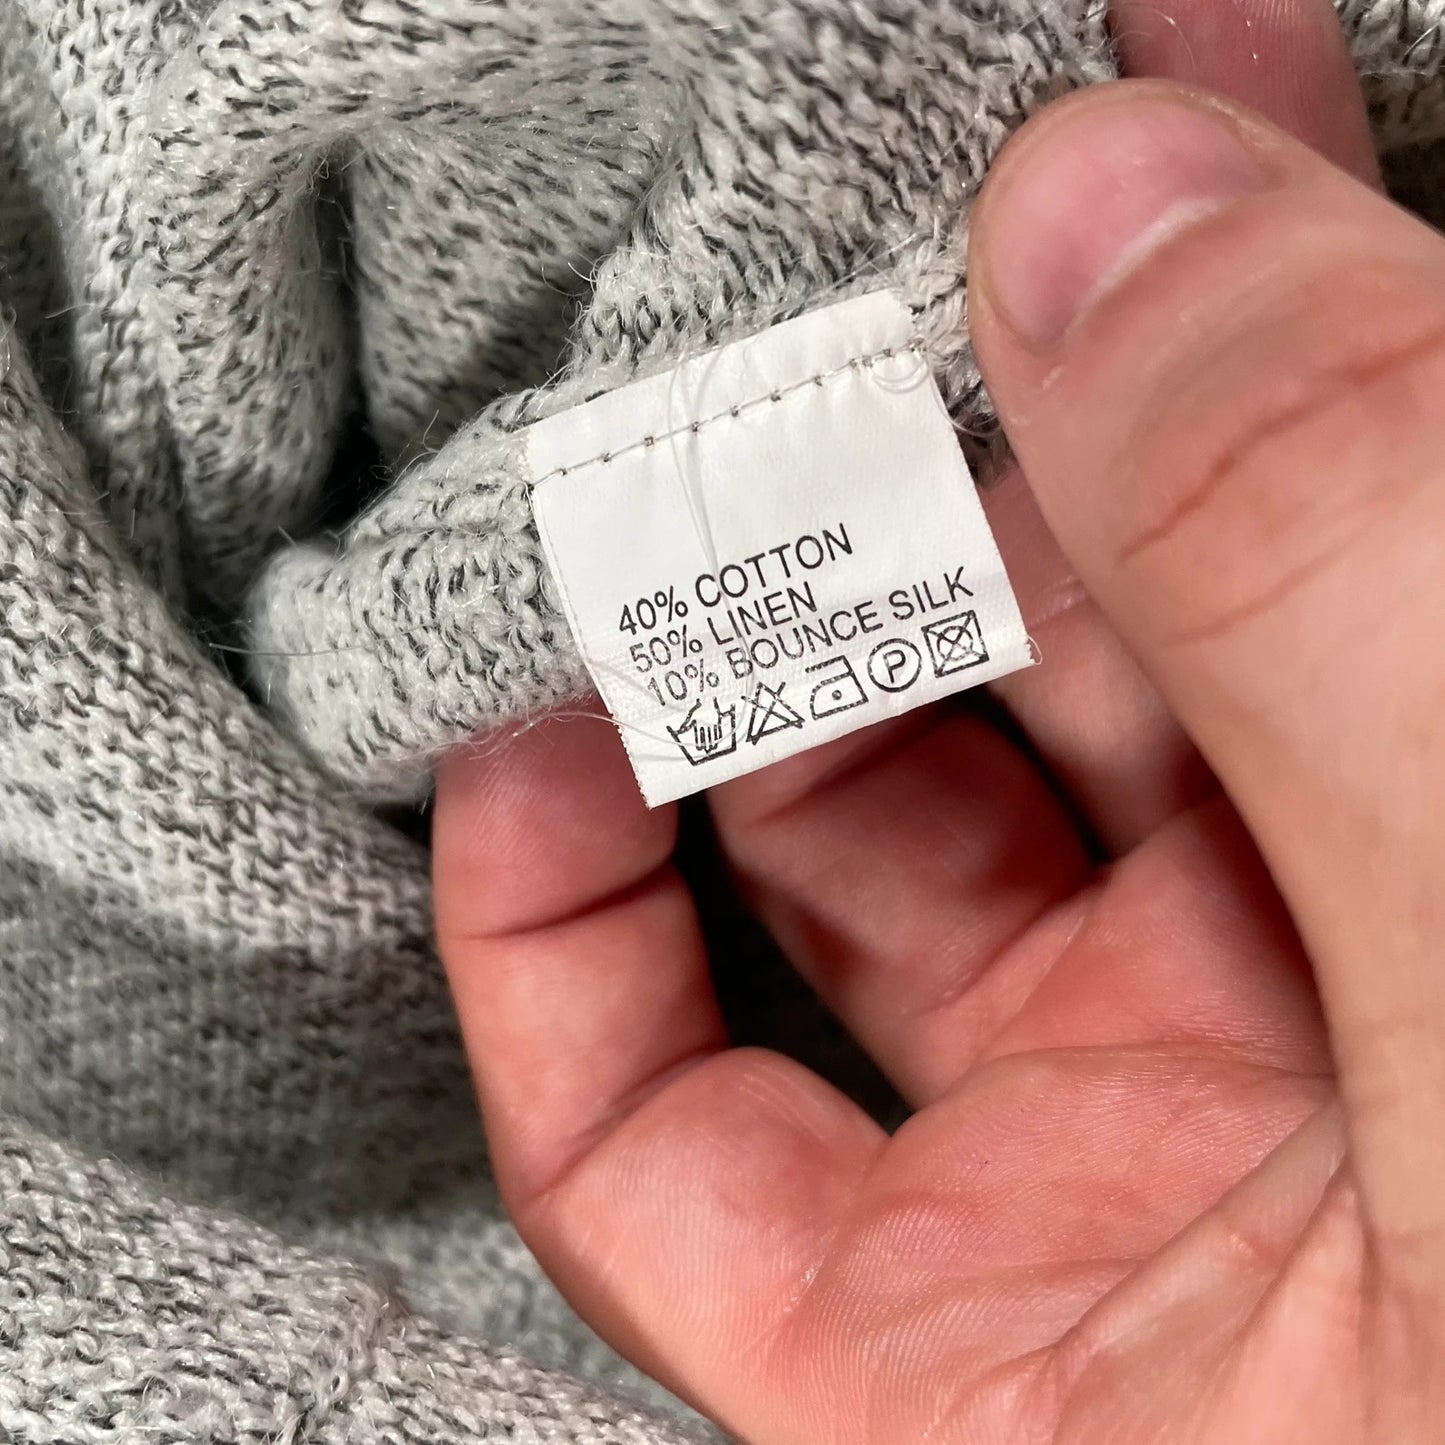 40% COTTON
50% LINEN
10% BOUNCE SILK
P